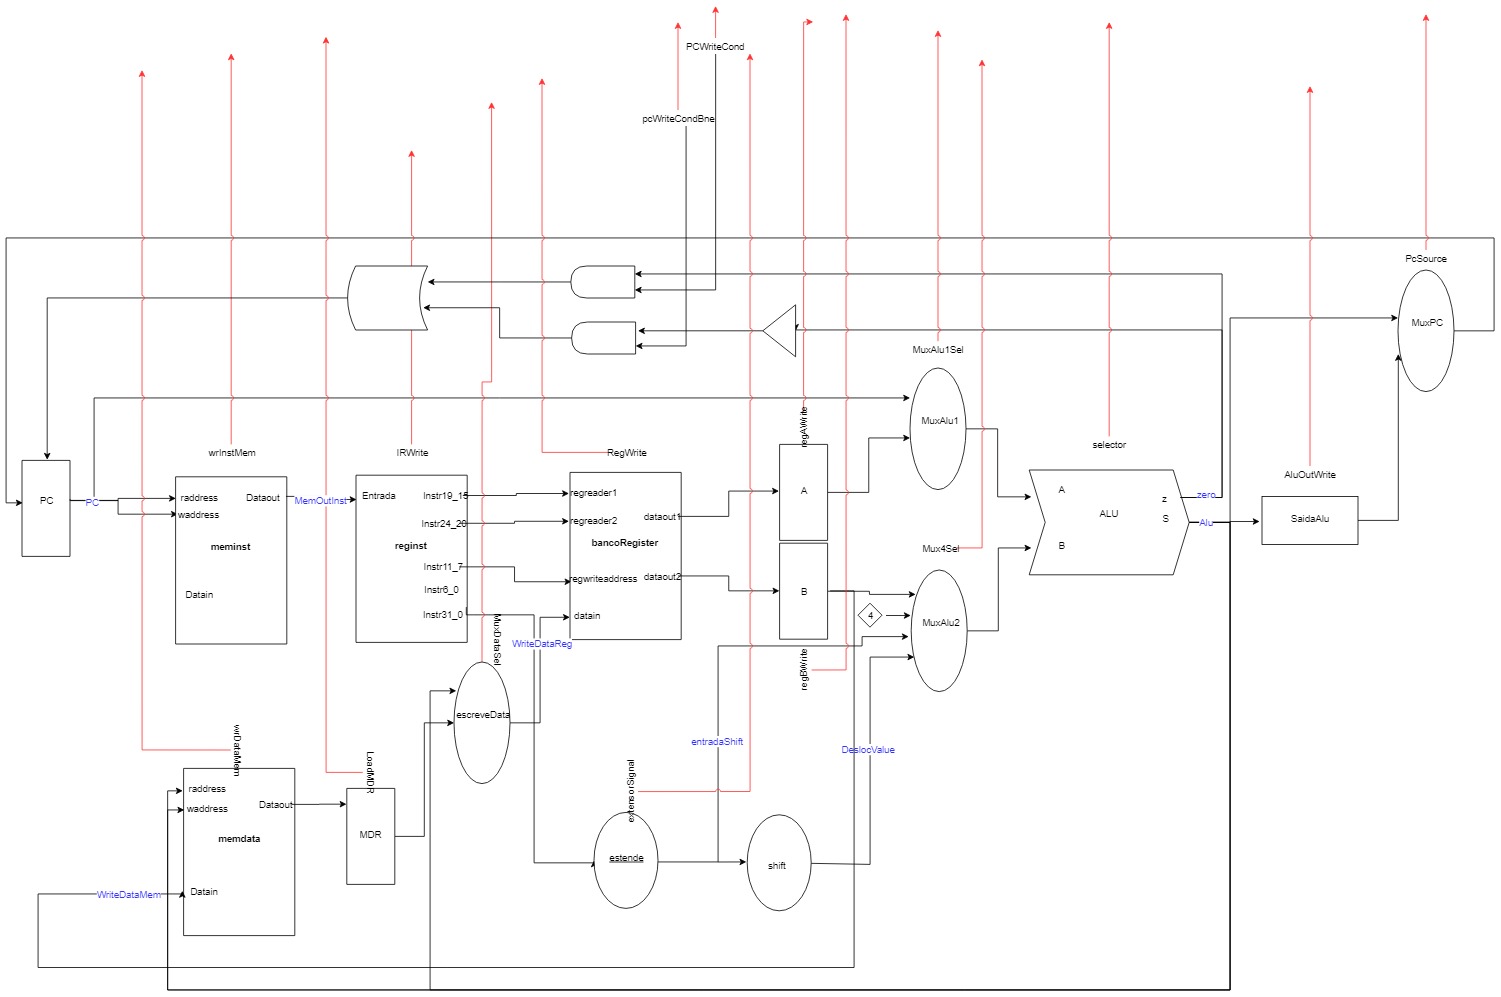 PCWriteCond
pcWriteCondBne
PcSource
MuxPC
MuxAlu1Sel
regAWrite
MuxAlu1
selector
wrInstMem
IRWrite
RegWrite
AluOutWrite
PC
PC
raddress
Dataout
waddress
meminst
Datain
MemOutInst
Entrada
Instr19_15
Instr24_20
reginst
Instr11_7
Instr6_0
Instr31_0
regreader1
regreader2
dataout1
bancoRegister
regwriteaddress
dataout2
datain
A
B
A
z
zero
ALU
S
Alu
B
SaidaAlu
Mux4Sel
4
MuxAlu2
MuxDataSel
WriteDataReg
regBWrite
escreveData
entradaShift
DeslocValue
wrDataMem
LoadMDR
extensorSignal
raddress
Dataout
waddress
memdata
Datain
MDR
estende
shift
WriteDataMem